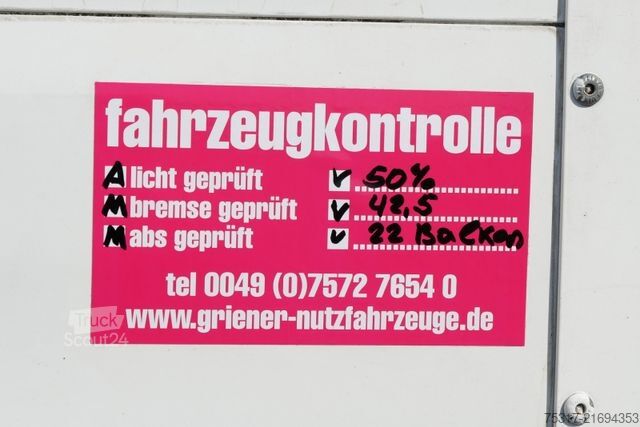 fahrzeugkontrolle
A licht geprüft ✓ 50%
M bremse geprüft ✓ 42,5
M abs geprüft ✓ 22 Backen
tel 0049 (0)7572 7654 0
www.griener-nutzfahrzeuge.de
Truck
Scout24
75317-21694353